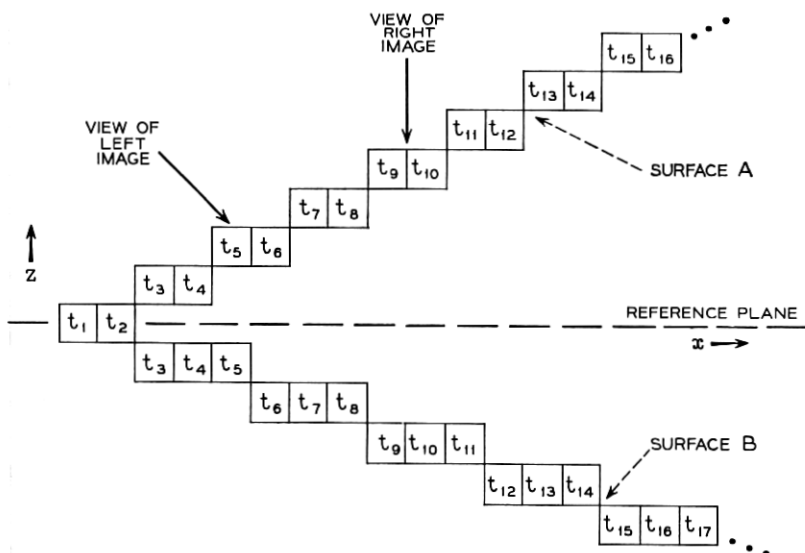 VIEW OF
RIGHT
IMAGE
t₁₅ t₁₆
t₁₃ t₁₄
VIEW OF
LEFT
IMAGE
t₁₁ t₁₂
t₉ t₁₀
SURFACE A
t₇ t₈
t₅ t₆
z
t₃ t₄
t₁ t₂
REFERENCE PLANE
x
t₃ t₄ t₅
t₆ t₇ t₈
t₉ t₁₀ t₁₁
SURFACE B
t₁₂ t₁₃ t₁₄
t₁₅ t₁₆ t₁₇